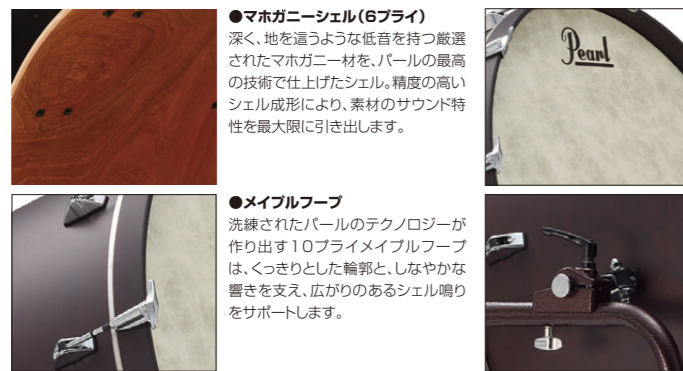 ●マホガニーシェル(6プライ)
深く、地を這うような低音を持つ厳選
されたマホガニー材を、パールの最高
の技術で仕上げたシェル。精度の高い
シェル成形により、素材のサウンド特
性を最大限に引き出します。
Pearl
●メイプルフープ
洗練されたパールのテクノロジーが
作り出す10プライメイプルフープ
は、くっきりとした輪郭と、しなやかな
響きを支え、広がりのあるシェル鳴り
をサポートします。